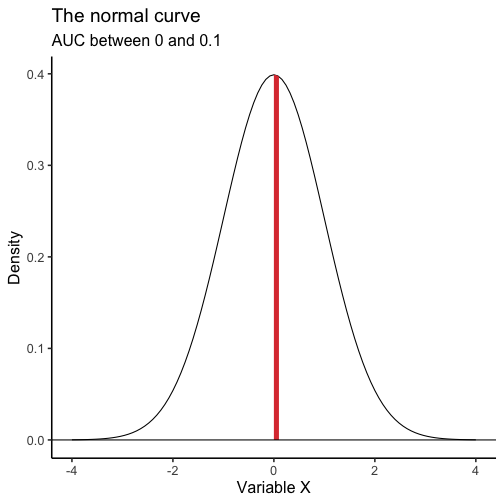 The normal curve
AUC between 0 and 0.1
0.4
0.3
0.2
0.1
0.0
Density
-4 -2 0 2 4
Variable X